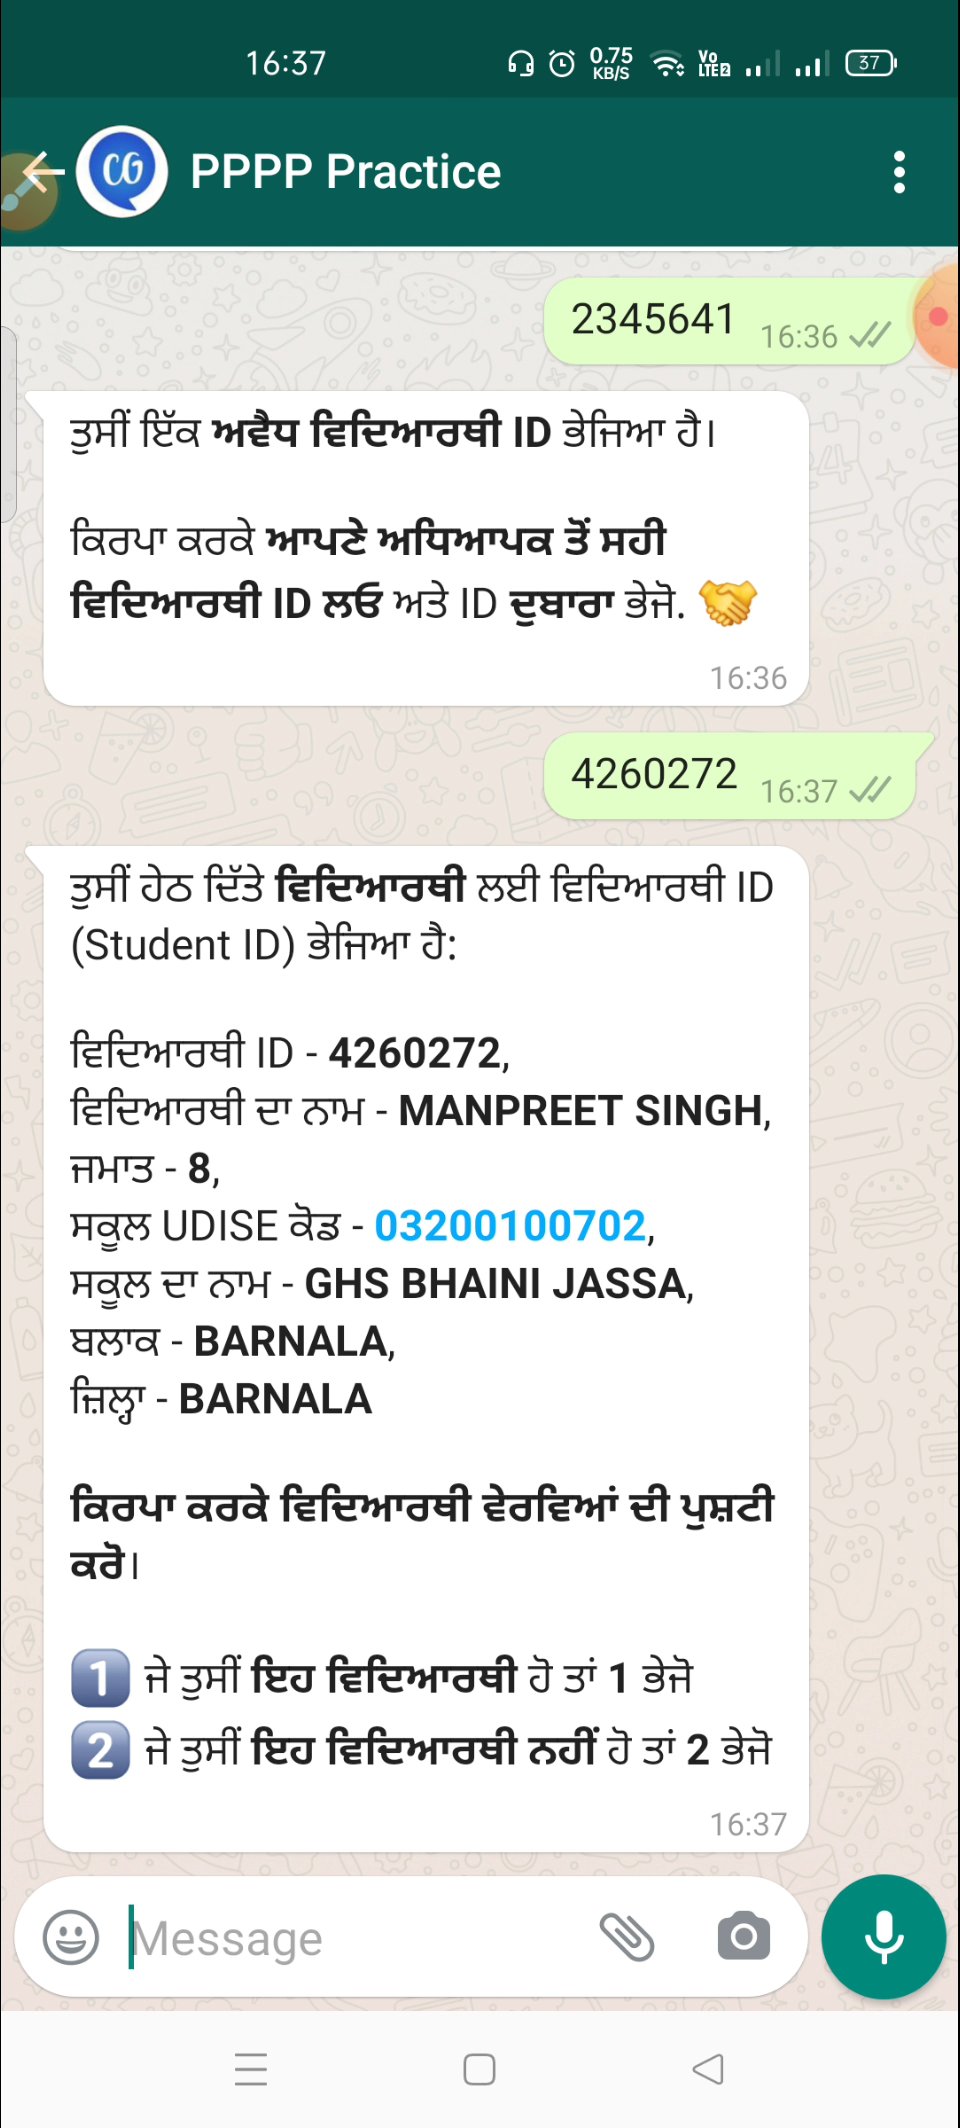 16:37 0.75 KB/S Vo LTE 2 37
CG PPPP Practice
2345641 16:36
ਤੁਸੀਂ ਇੱਕ ਅਵੈਧ ਵਿਦਿਆਰਥੀ ID ਭੇਜਿਆ ਹੈ।
ਕਿਰਪਾ ਕਰਕੇ ਆਪਣੇ ਅਧਿਆਪਕ ਤੋਂ ਸਹੀ
ਵਿਦਿਆਰਥੀ ID ਲਓ ਅਤੇ ID ਦੁਬਾਰਾ ਭੇਜੋ.
16:36
4260272 16:37
ਤੁਸੀਂ ਹੇਠ ਦਿੱਤੇ ਵਿਦਿਆਰਥੀ ਲਈ ਵਿਦਿਆਰਥੀ ID
(Student ID) ਭੇਜਿਆ ਹੈ:
ਵਿਦਿਆਰਥੀ ID - 4260272,
ਵਿਦਿਆਰਥੀ ਦਾ ਨਾਮ - MANPREET SINGH,
ਜਮਾਤ - 8,
ਸਕੂਲ UDISE ਕੋਡ - 03200100702,
ਸਕੂਲ ਦਾ ਨਾਮ - GHS BHAINI JASSA,
ਬਲਾਕ - BARNALA,
ਜ਼ਿਲ੍ਹਾ - BARNALA
ਕਿਰਪਾ ਕਰਕੇ ਵਿਦਿਆਰਥੀ ਵੇਰਵਿਆਂ ਦੀ ਪੁਸ਼ਟੀ
ਕਰੋ।
1 ਜੇ ਤੁਸੀਂ ਇਹ ਵਿਦਿਆਰਥੀ ਹੋ ਤਾਂ 1 ਭੇਜੋ
2 ਜੇ ਤੁਸੀਂ ਇਹ ਵਿਦਿਆਰਥੀ ਨਹੀਂ ਹੋ ਤਾਂ 2 ਭੇਜੋ
16:37
Message